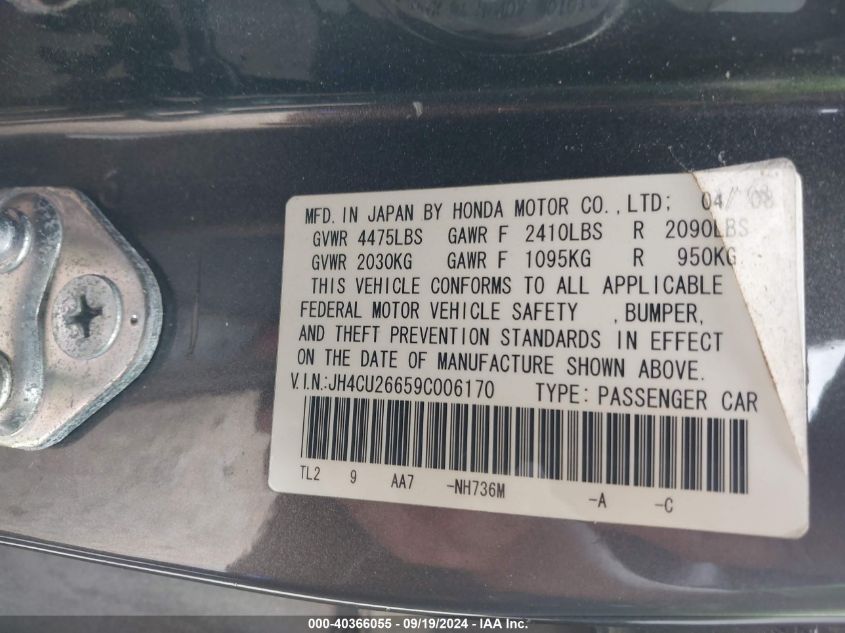 MFD. IN JAPAN BY HONDA MOTOR CO., LTD; 04/ 08
GVWR 4475LBS GAWR F 2410LBS R 2090LBS
GVWR 2030KG GAWR F 1095KG R 950KG
THIS VEHICLE CONFORMS TO ALL APPLICABLE
FEDERAL MOTOR VEHICLE SAFETY , BUMPER,
AND THEFT PREVENTION STANDARDS IN EFFECT
ON THE DATE OF MANUFACTURE SHOWN ABOVE.
V.I.N: JH4CU26659C006170 TYPE: PASSENGER CAR
TL2 9 AA7 -NH736M -A -C
000-40366055 - 09/19/2024 - IAA Inc.